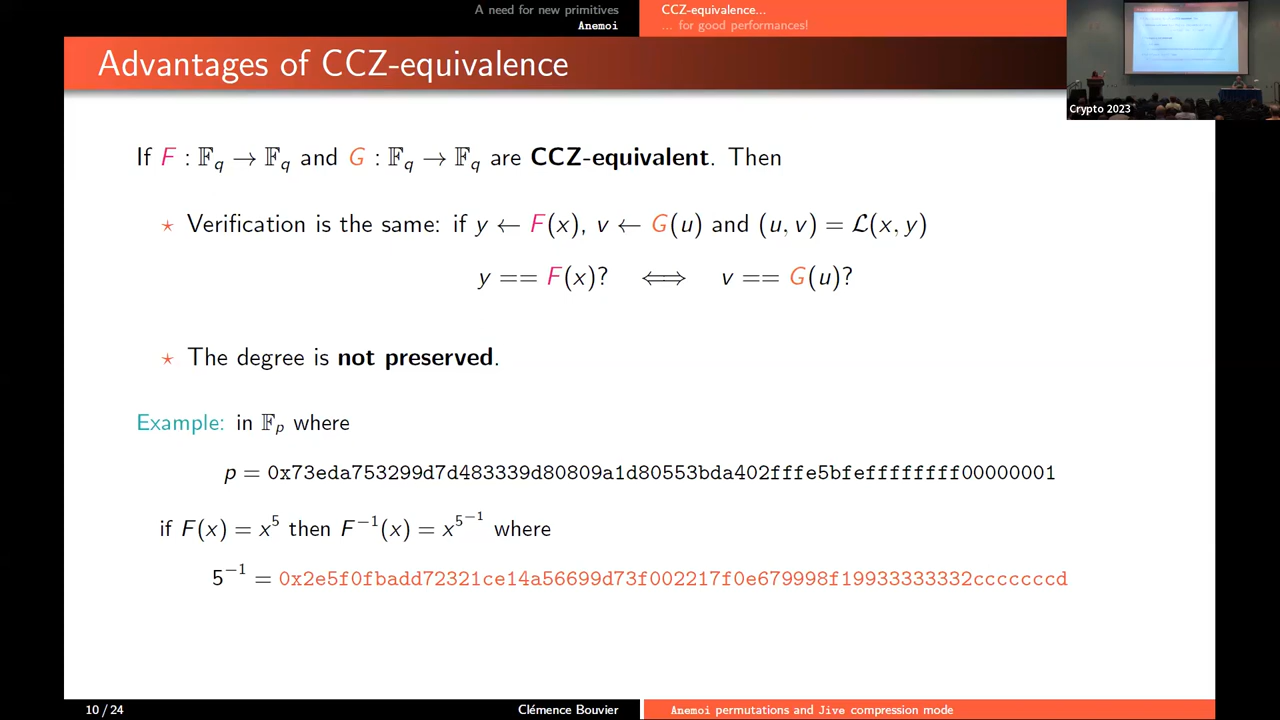 A need for new primitives
Anemoi
CCZ-equivalence...
... for good performances!
Advantages of CCZ-equivalence
Crypto 2023
If F : 𝔽q → 𝔽q and G : 𝔽q → 𝔽q are CCZ-equivalent. Then
⋆ Verification is the same: if y ← F(x), v ← G(u) and (u, v) = ℒ(x, y)
y == F(x)? ⟺ v == G(u)?
⋆ The degree is not preserved.
Example: in 𝔽p where
p = 0x73eda753299d7d483339d80809a1d80553bda402fffe5bfeffffffff00000001
if F(x) = x⁵ then F⁻¹(x) = x^5⁻¹ where
5⁻¹ = 0x2e5f0fbadd72321ce14a56699d73f002217f0e679998f19933333332cccccccd
10 / 24
Clémence Bouvier
Anemoi permutations and Jive compression mode